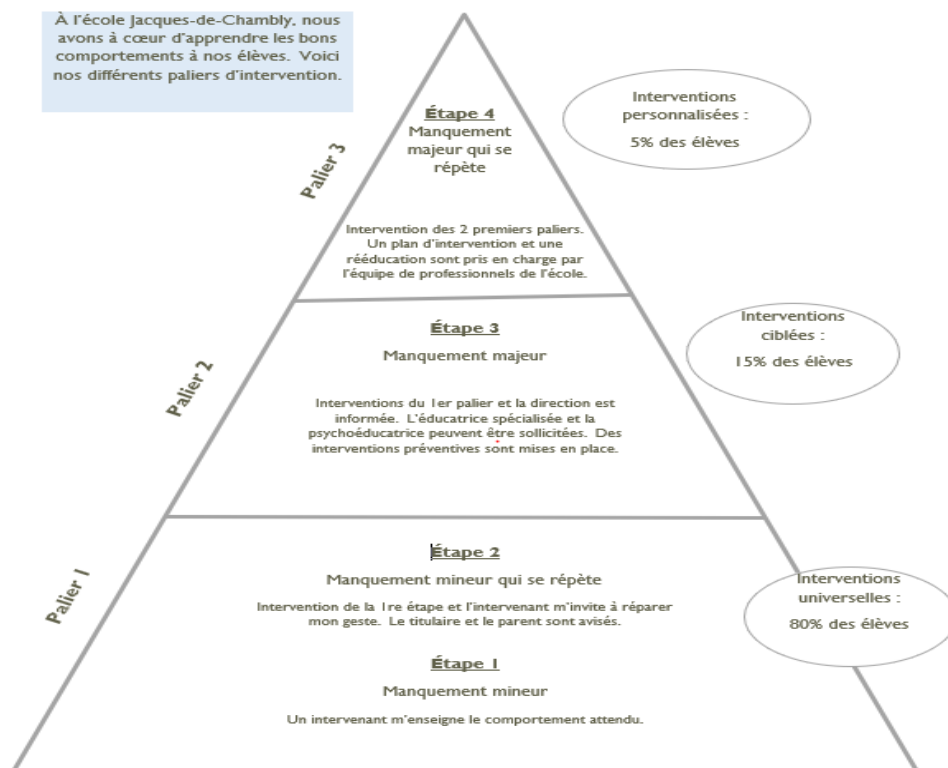 À l'école Jacques-de-Chambly, nous
avons à cœur d'apprendre les bons
comportements à nos élèves. Voici
nos différents paliers d'intervention.
Palier 3
Étape 4
Manquement
majeur qui se
répète
Intervention des 2 premiers paliers.
Un plan d'intervention et une
rééducation sont pris en charge par
l'équipe de professionnels de l'école.
Interventions
personnalisées :
5% des élèves
Palier 2
Étape 3
Manquement majeur
Interventions du 1er palier et la direction est
informée. L'éducatrice spécialisée et la
psychoéducatrice peuvent être sollicitées. Des
interventions préventives sont mises en place.
Interventions
ciblées :
15% des élèves
Palier 1
Étape 2
Manquement mineur qui se répète
Intervention de la 1re étape et l'intervenant m'invite à réparer
mon geste. Le titulaire et le parent sont avisés.
Étape 1
Manquement mineur
Un intervenant m'enseigne le comportement attendu.
Interventions
universelles :
80% des élèves